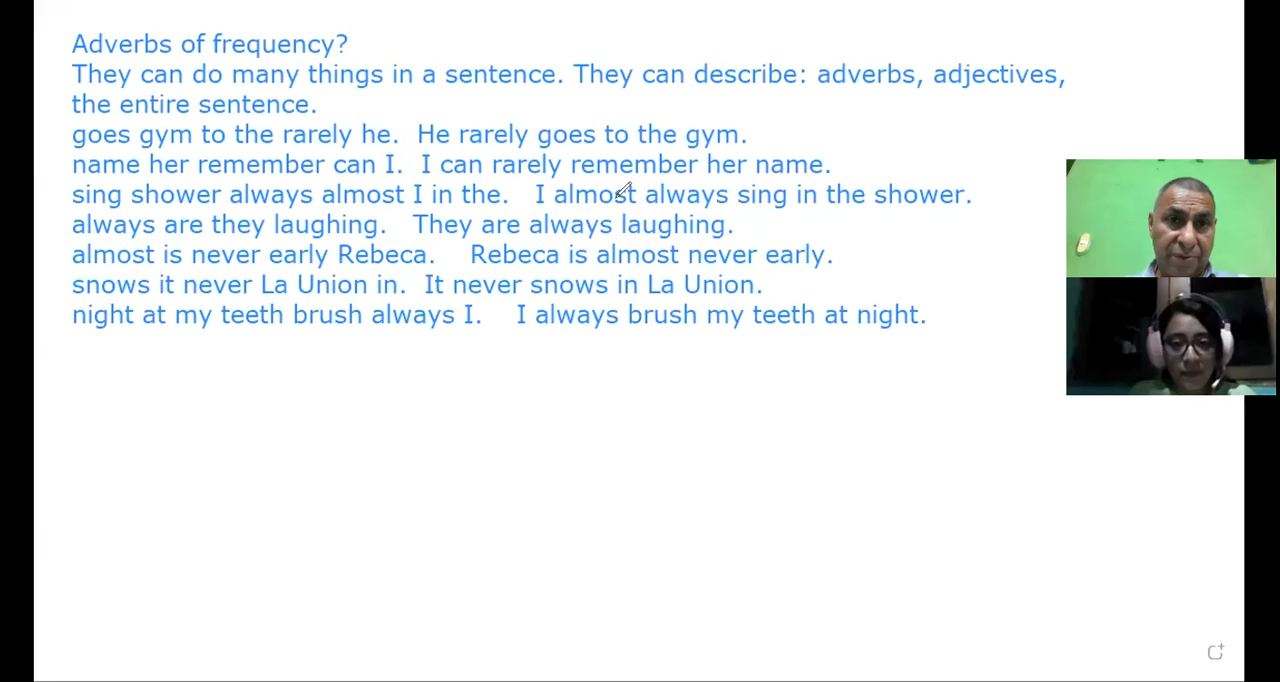 Adverbs of frequency?
They can do many things in a sentence. They can describe: adverbs, adjectives,
the entire sentence.
goes gym to the rarely he. He rarely goes to the gym.
name her remember can I. I can rarely remember her name.
sing shower always almost I in the. I almost always sing in the shower.
always are they laughing. They are always laughing.
almost is never early Rebeca. Rebeca is almost never early.
snows it never La Union in. It never snows in La Union.
night at my teeth brush always I. I always brush my teeth at night.